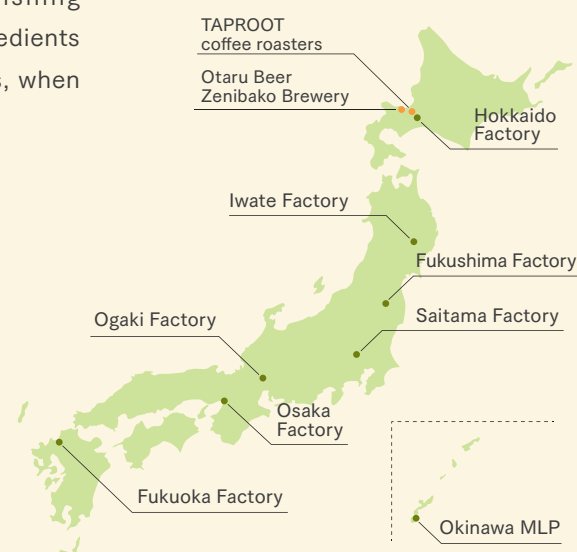 edients
, when
TAPROOT
coffee roasters
Otaru Beer
Zenibako Brewery
Hokkaido
Factory
Iwate Factory
Fukushima Factory
Saitama Factory
Ogaki Factory
Osaka
Factory
Fukuoka Factory
Okinawa MLP